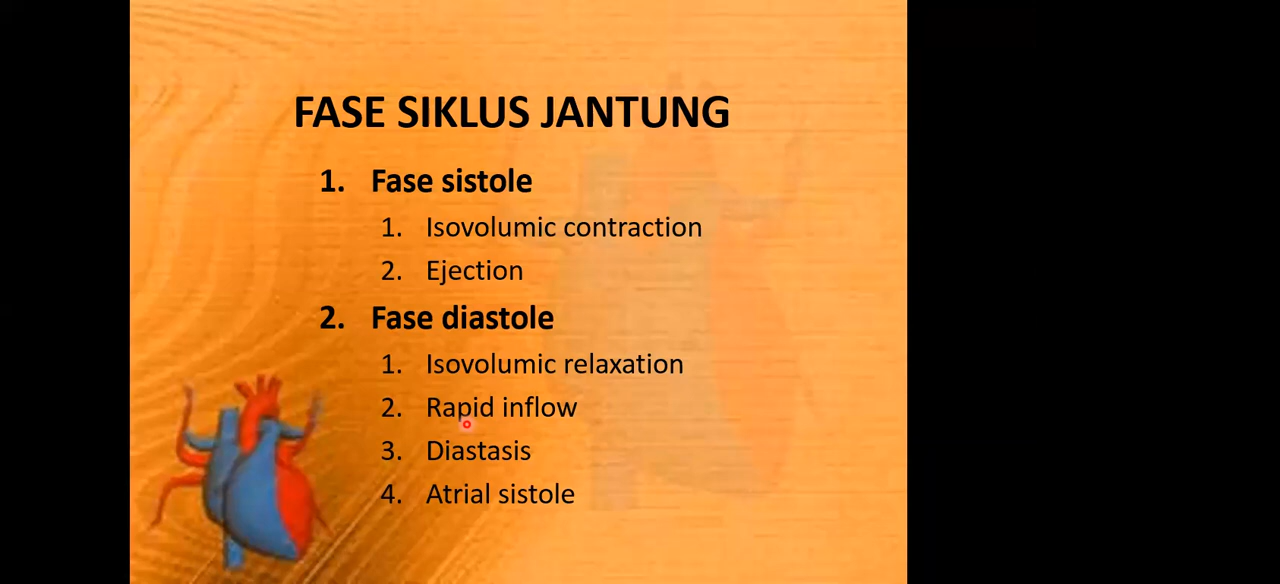 FASE SIKLUS JANTUNG
1. Fase sistole
1. Isovolumic contraction
2. Ejection
2. Fase diastole
1. Isovolumic relaxation
2. Rapid inflow
3. Diastasis
4. Atrial sistole